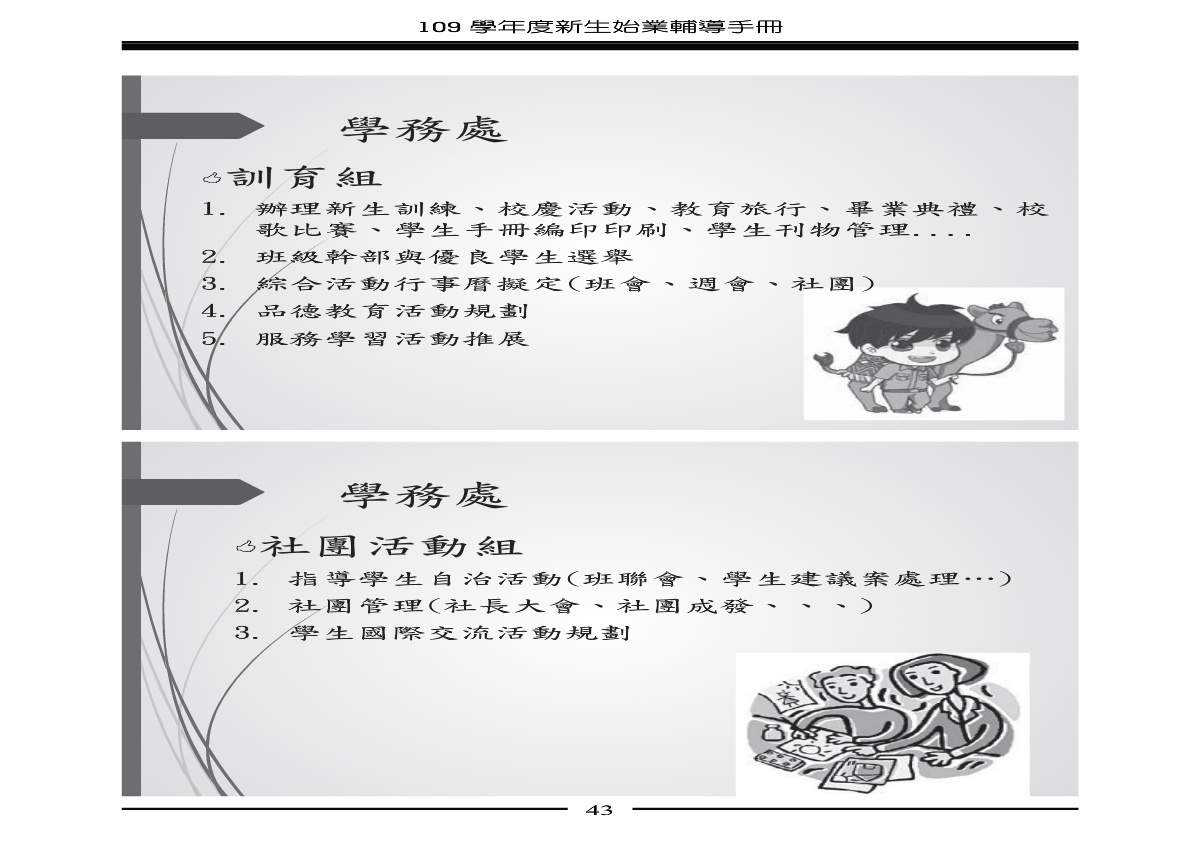 109 學年度新生始業輔導手冊
學務處
訓育組
1. 辦理新生訓練、校慶活動、教育旅行、畢業典禮、校
歌比賽、學生手冊編印印刷、學生刊物管理....
2. 班級幹部與優良學生選舉
3. 綜合活動行事曆擬定(班會、週會、社團)
4. 品德教育活動規劃
5. 服務學習活動推展
學務處
社團活動組
1. 指導學生自治活動(班聯會、學生建議案處理…)
2. 社團管理(社長大會、社團成發、、、)
3. 學生國際交流活動規劃
43